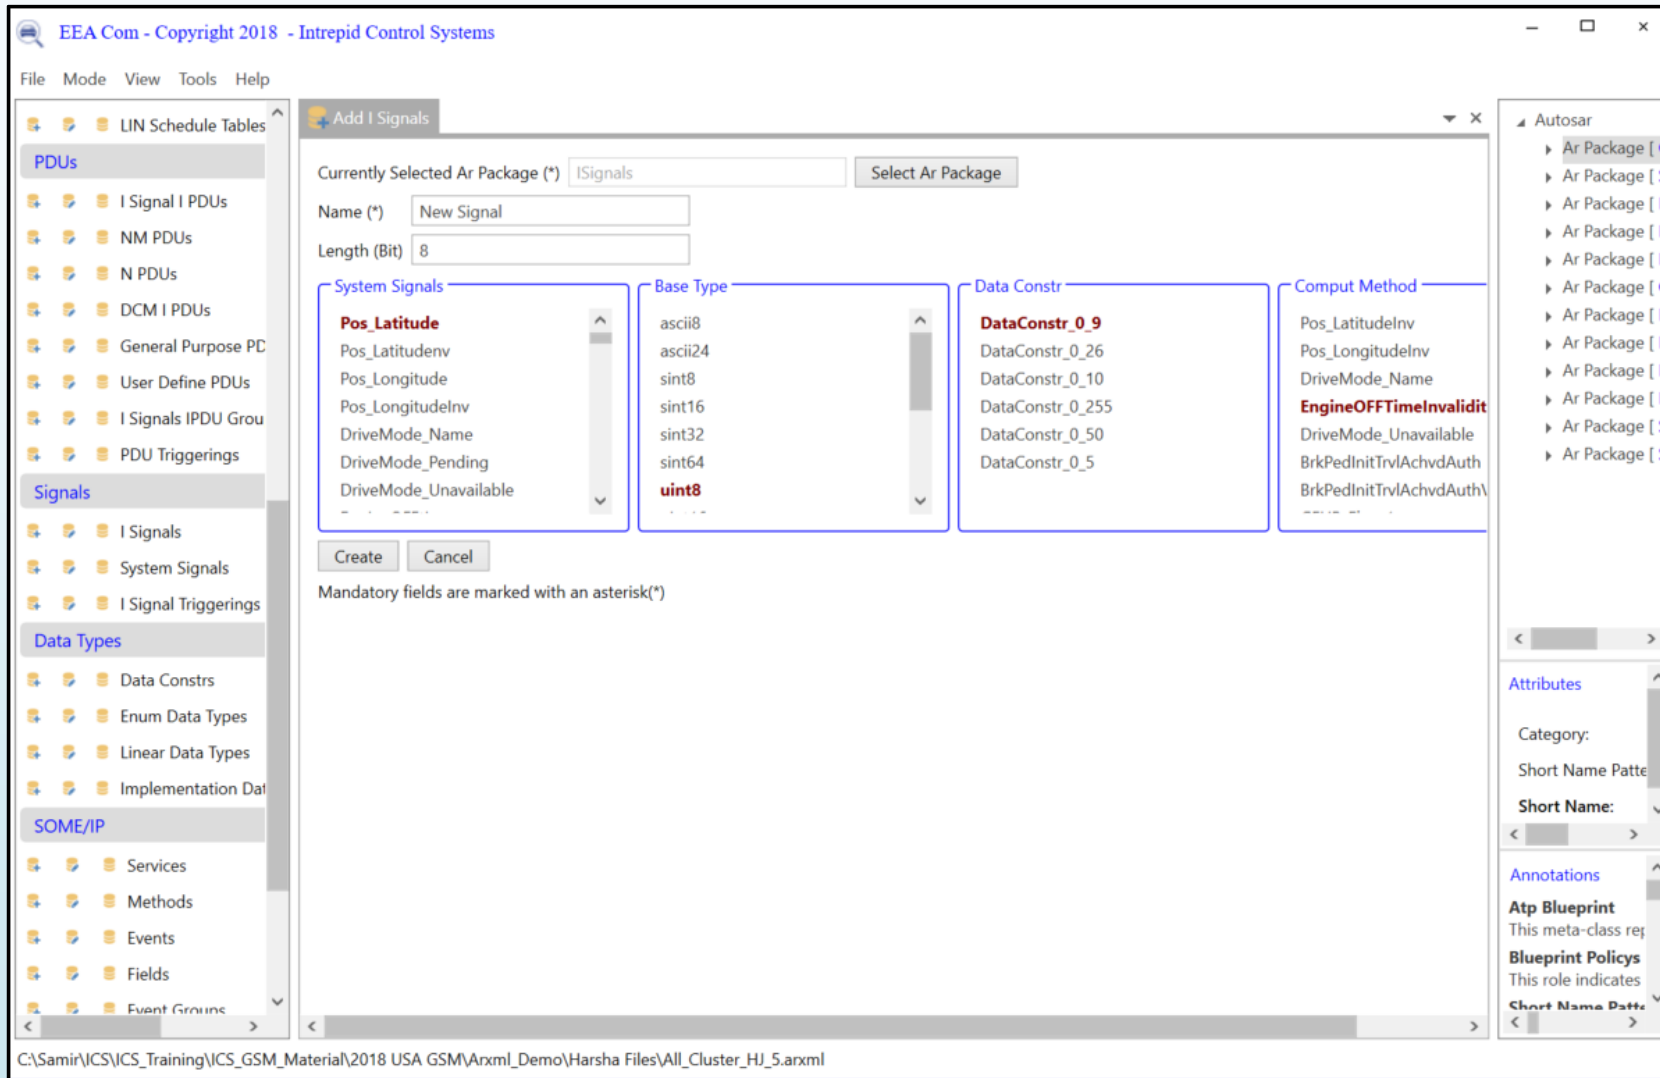 EEA Com - Copyright 2018 - Intrepid Control Systems
File Mode View Tools Help
LIN Schedule Tables
PDUs
I Signal I PDUs
NM PDUs
N PDUs
DCM I PDUs
General Purpose PD
User Define PDUs
I Signals IPDU Grou
PDU Triggerings
Signals
I Signals
System Signals
I Signal Triggerings
Data Types
Data Constrs
Enum Data Types
Linear Data Types
Implementation Dat
SOME/IP
Services
Methods
Events
Fields
Event Groups
Add I Signals
Currently Selected Ar Package (*) ISignals Select Ar Package
Name (*) New Signal
Length (Bit) 8
System Signals
Pos_Latitude
Pos_Latitudenv
Pos_Longitude
Pos_LongitudeInv
DriveMode_Name
DriveMode_Pending
DriveMode_Unavailable
Base Type
ascii8
ascii24
sint8
sint16
sint32
sint64
uint8
Data Constr
DataConstr_0_9
DataConstr_0_26
DataConstr_0_10
DataConstr_0_255
DataConstr_0_50
DataConstr_0_5
Comput Method
Pos_LatitudeInv
Pos_LongitudeInv
DriveMode_Name
EngineOFFTimeInvalidit
DriveMode_Unavailable
BrkPedInitTrvlAchvdAuth
BrkPedInitTrvlAchvdAuth\
Create Cancel
Mandatory fields are marked with an asterisk(*)
Autosar
Ar Package [
Ar Package [
Ar Package [
Ar Package [
Ar Package [
Ar Package [
Ar Package [
Ar Package [
Ar Package [
Ar Package [
Ar Package [
Ar Package [
Attributes
Category:
Short Name Patte
Short Name:
Annotations
Atp Blueprint
This meta-class rep
Blueprint Policys
This role indicates
Short Name Patte
C:\Samir\ICS\ICS_Training\ICS_GSM_Material\2018 USA GSM\Arxml_Demo\Harsha Files\All_Cluster_HJ_5.arxml